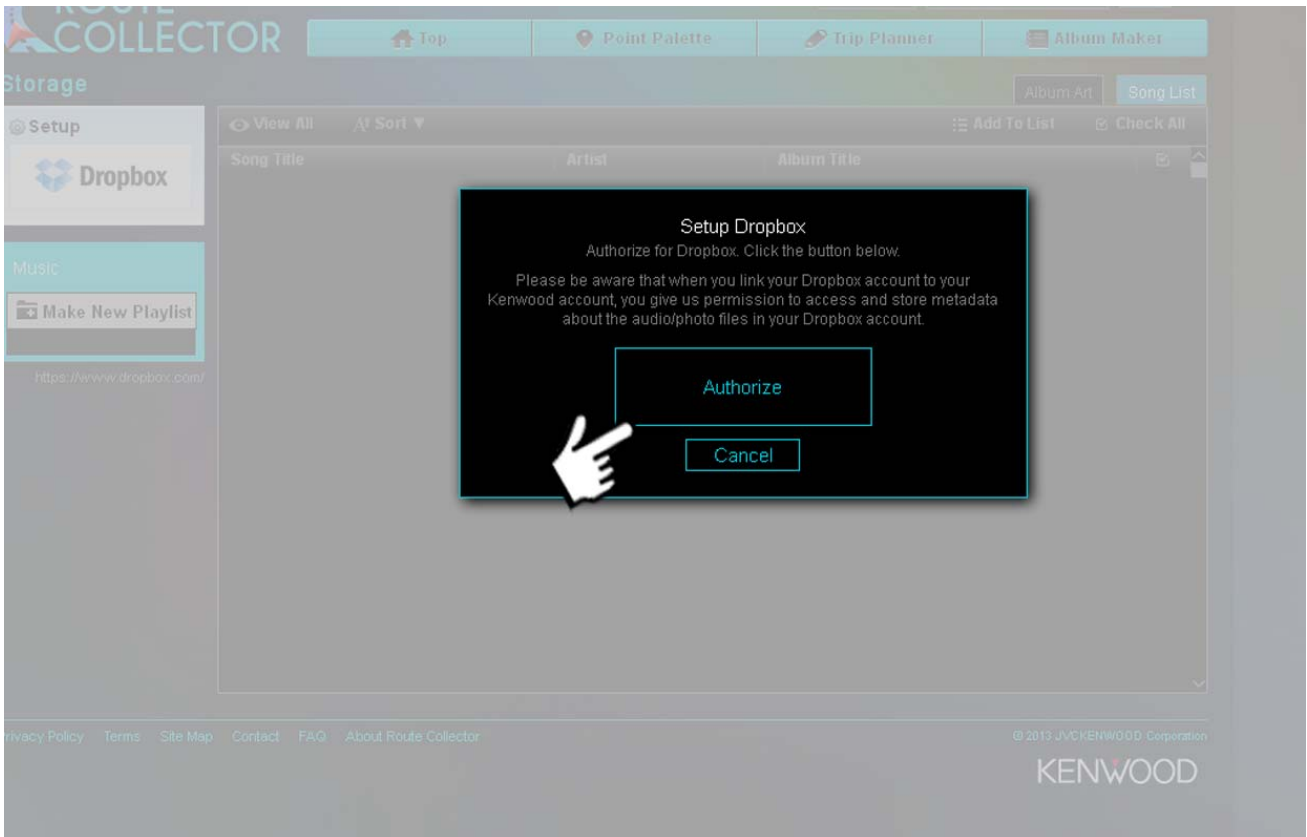 ROUTE
COLLECTOR
Top
Point Palette
Trip Planner
Album Maker
Storage
Album Art
Song List
Setup
View All
Sort ▼
Add To List
Check All
Song Title
Artist
Album Title
Dropbox
Setup Dropbox
Authorize for Dropbox. Click the button below.
Please be aware that when you link your Dropbox account to your
Kenwood account, you give us permission to access and store metadata
about the audio/photo files in your Dropbox account.
Authorize
Cancel
Music
Make New Playlist
https://www.dropbox.com/
Privacy Policy Terms Site Map Contact FAQ About Route Collector
© 2013 JVCKENWOOD Corporation
KENWOOD